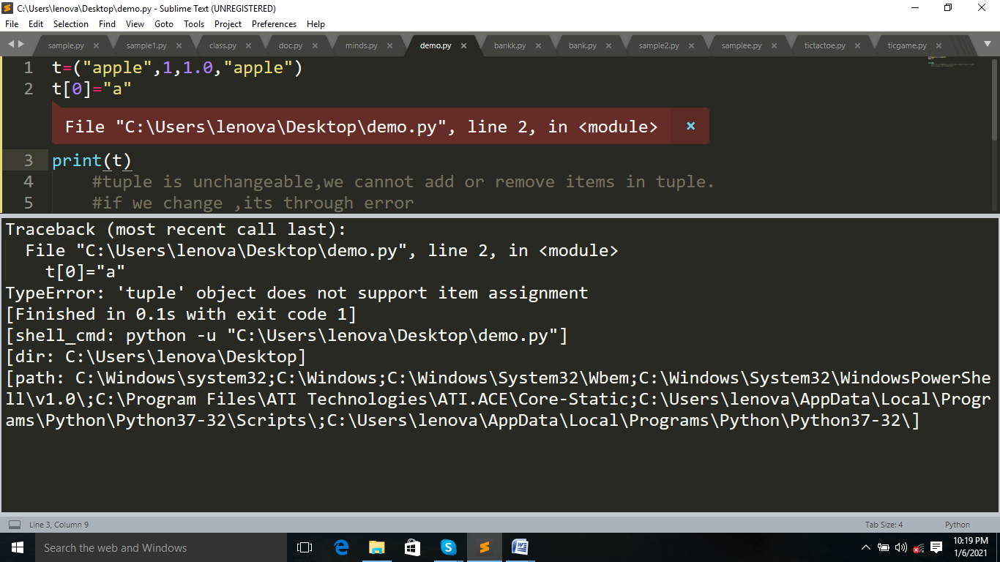 C:\Users\lenova\Desktop\demo.py - Sublime Text (UNREGISTERED)
File Edit Selection Find View Goto Tools Project Preferences Help
sample.py × sample1.py × class.py × doc.py × minds.py × demo.py × bankk.py × bank.py × sample2.py × samplee.py × tictactoe.py × ticgame.py ×
1 t=("apple",1,1.0,"apple")
2 t[0]="a"
File "C:\Users\lenova\Desktop\demo.py", line 2, in <module> ×
3 print(t)
4 #tuple is unchangeable,we cannot add or remove items in tuple.
5 #if we change ,its through error
Traceback (most recent call last):
File "C:\Users\lenova\Desktop\demo.py", line 2, in <module>
t[0]="a"
TypeError: 'tuple' object does not support item assignment
[Finished in 0.1s with exit code 1]
[shell_cmd: python -u "C:\Users\lenova\Desktop\demo.py"]
[dir: C:\Users\lenova\Desktop]
[path: C:\Windows\system32;C:\Windows;C:\Windows\System32\Wbem;C:\Windows\System32\WindowsPowerShe
ll\v1.0\;C:\Program Files\ATI Technologies\ATI.ACE\Core-Static;C:\Users\lenova\AppData\Local\Progr
ams\Python\Python37-32\Scripts\;C:\Users\lenova\AppData\Local\Programs\Python\Python37-32\]
Line 3, Column 9 Tab Size: 4 Python
Search the web and Windows
10:19 PM
1/6/2021